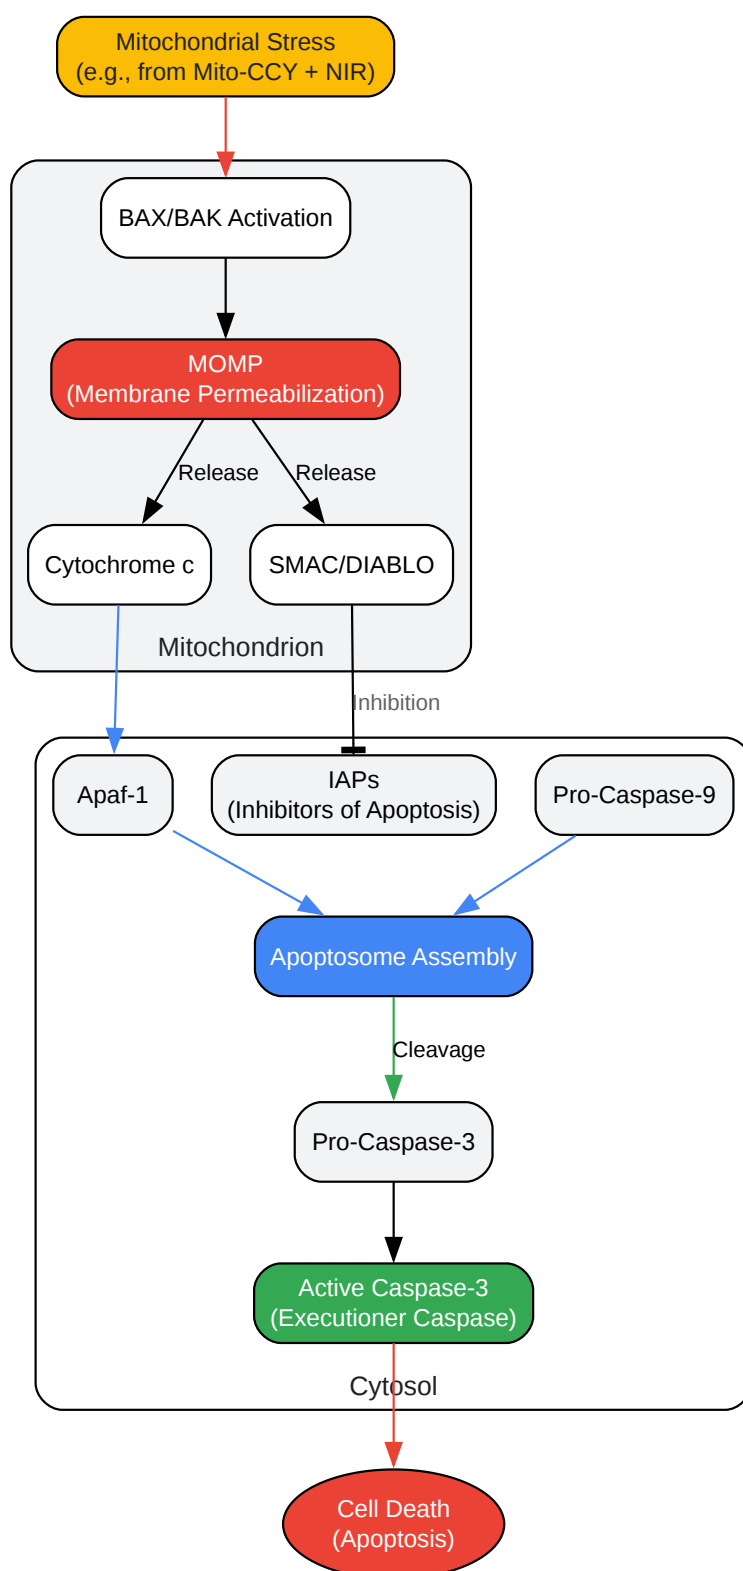 Mitochondrial Stress
(e.g., from Mito-CCY + NIR)
BAX/BAK Activation
MOMP
(Membrane Permeabilization)
Release
Release
Cytochrome c
SMAC/DIABLO
Mitochondrion
Inhibition
Apaf-1
IAPs
(Inhibitors of Apoptosis)
Pro-Caspase-9
Apoptosome Assembly
Cleavage
Pro-Caspase-3
Active Caspase-3
(Executioner Caspase)
Cytosol
Cell Death
(Apoptosis)